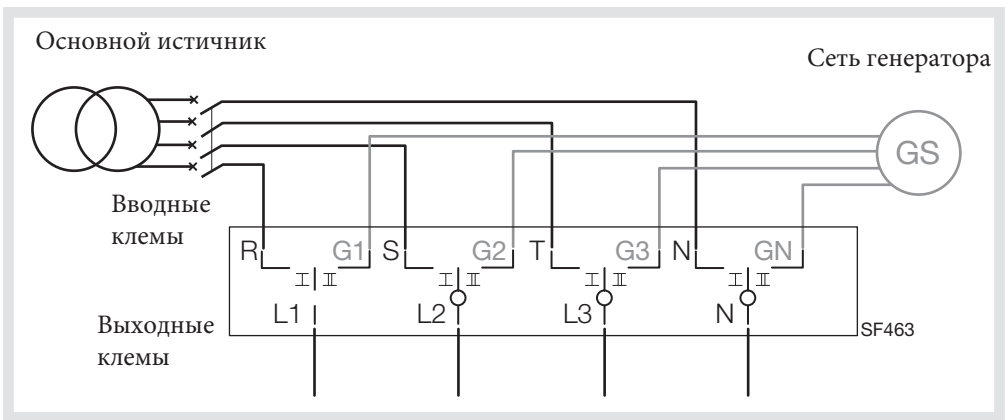 Основной истичник
Сеть генератора
GS
Вводные
клемы
R G1 S G2 T G3 N GN
I II I II I II I II
L1 L2 L3 N
Выходные
клемы
SF463